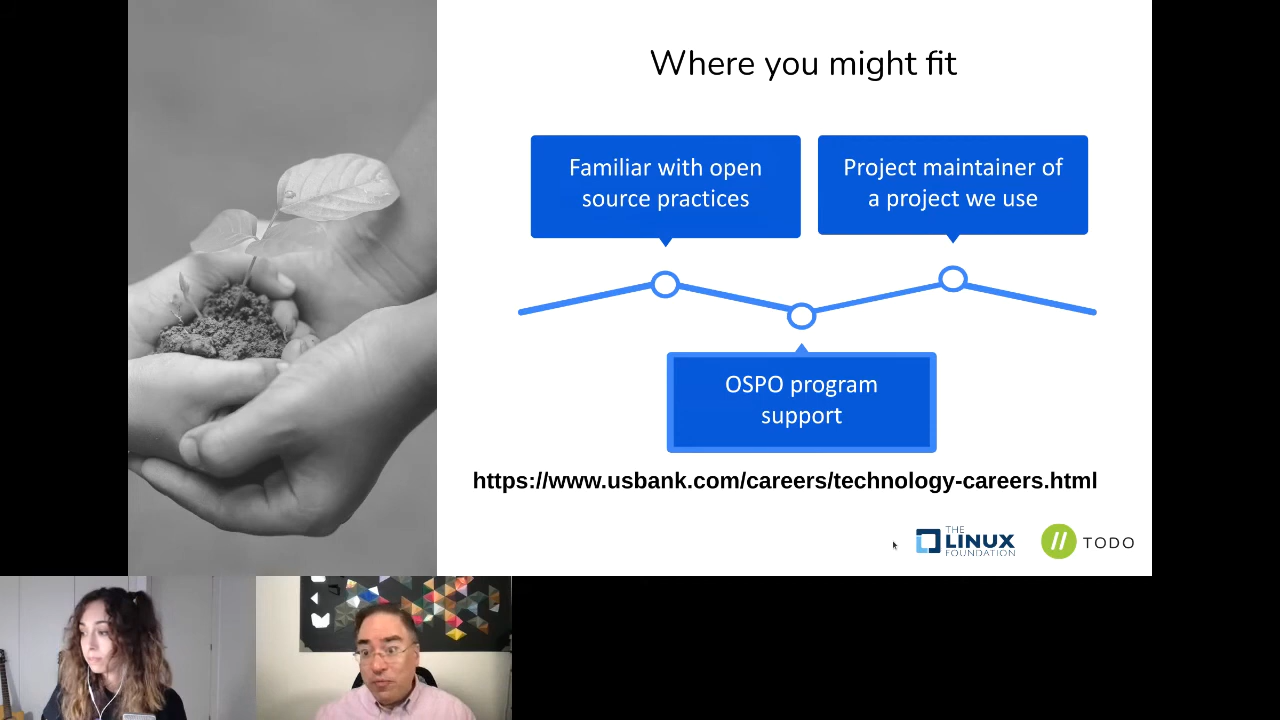 Where you might fit
Familiar with open
source practices
Project maintainer of
a project we use
OSPO program
support
https://www.usbank.com/careers/technology-careers.html
THE
LINUX
FOUNDATION
TODO